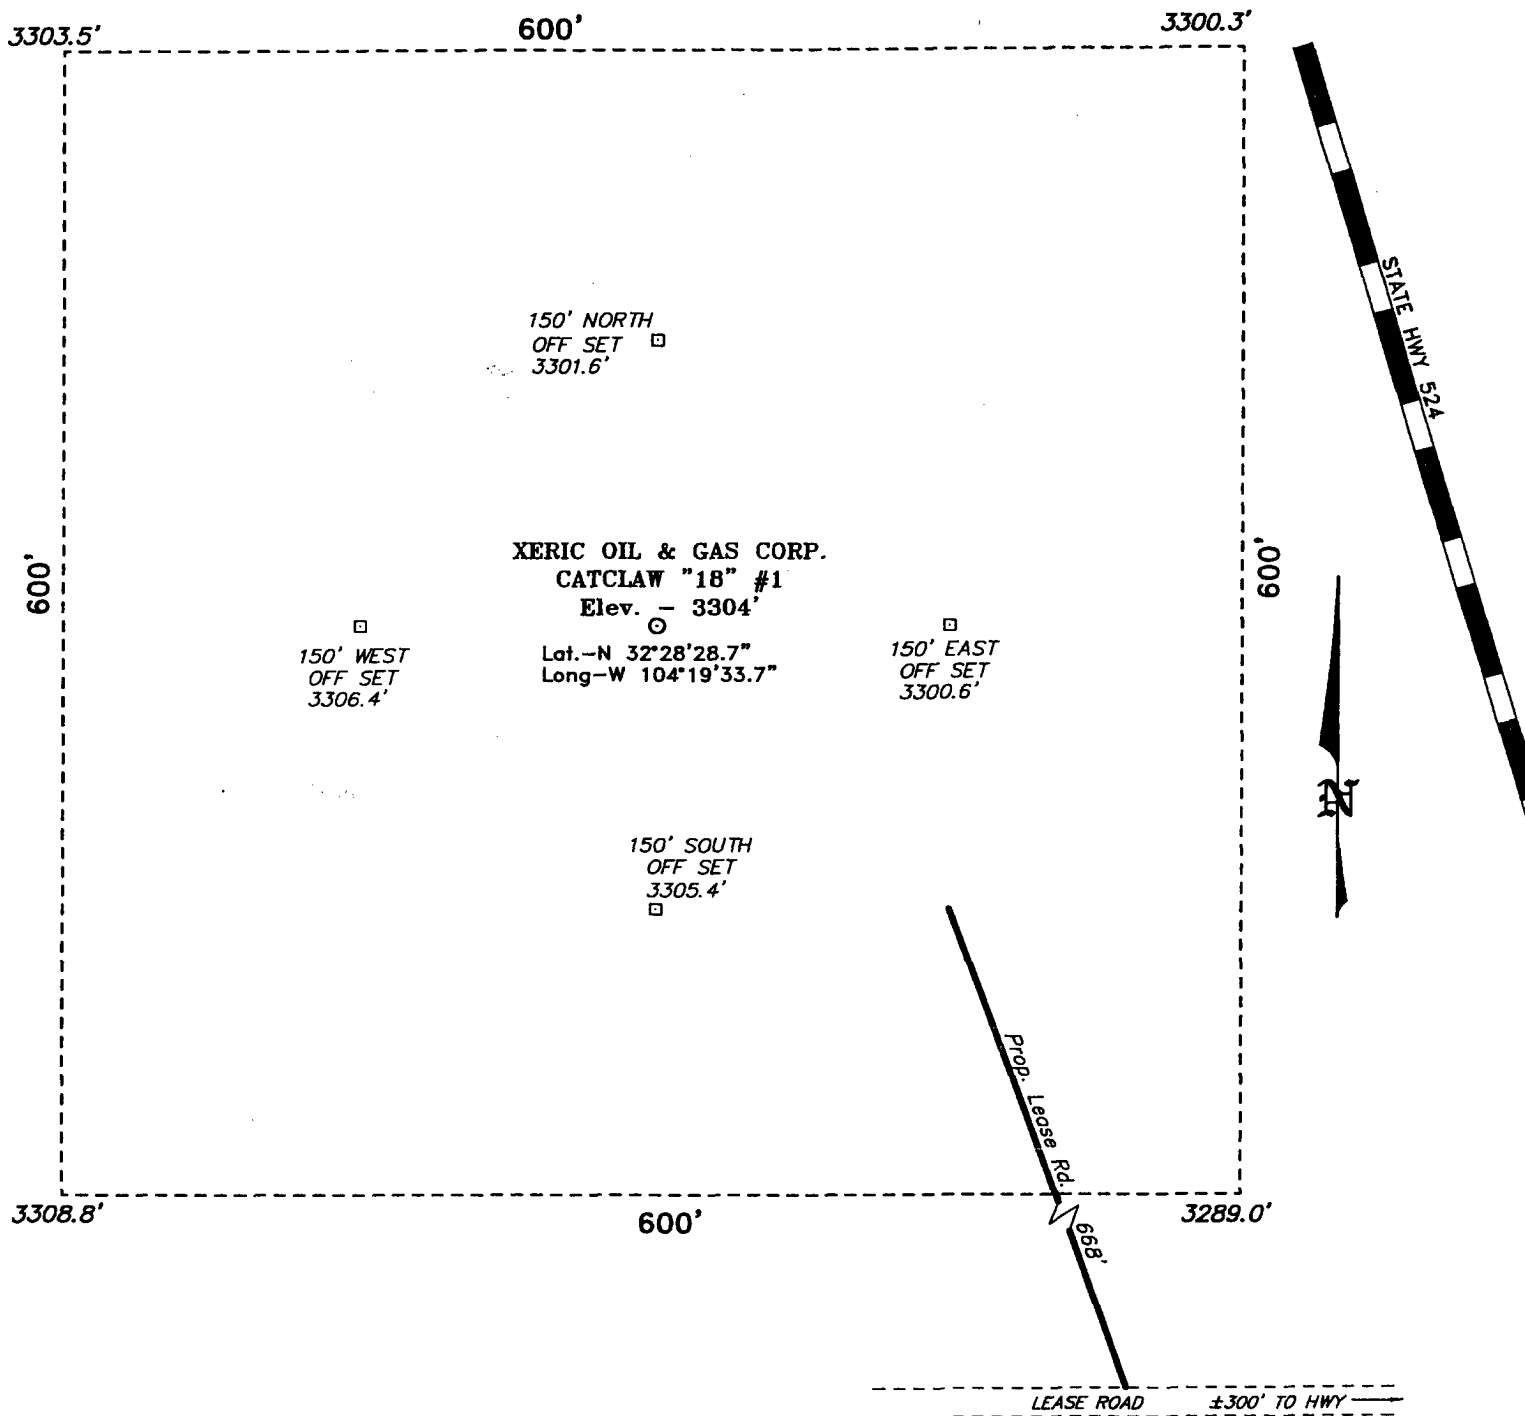 3303.5'
600'
3300.3'
STATE HWY 524
150' NORTH
OFF SET
3301.6'
600'
XERIC OIL & GAS CORP.
CATCLAW "18" #1
Elev. - 3304'
Lat.-N 32°28'28.7"
Long-W 104°19'33.7"
150' WEST
OFF SET
3306.4'
150' EAST
OFF SET
3300.6'
600'
N
150' SOUTH
OFF SET
3305.4'
Prop. Lease Rd.
668'
3308.8'
600'
3289.0'
LEASE ROAD ±300' TO HWY